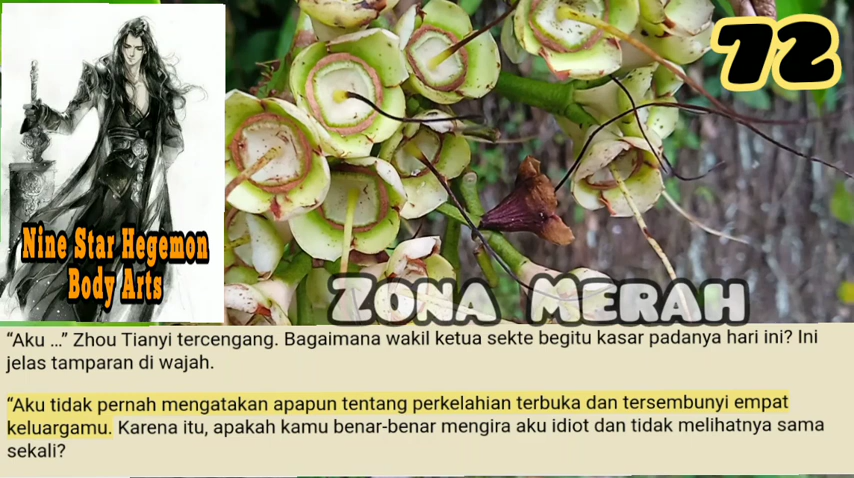 72
Nine Star Hegemon
Body Arts
Zona Merah
“Aku ...” Zhou Tianyi tercengang. Bagaimana wakil ketua sekte begitu kasar padanya hari ini? Ini
jelas tamparan di wajah.
“Aku tidak pernah mengatakan apapun tentang perkelahian terbuka dan tersembunyi empat
keluargamu. Karena itu, apakah kamu benar-benar mengira aku idiot dan tidak melihatnya sama
sekali?